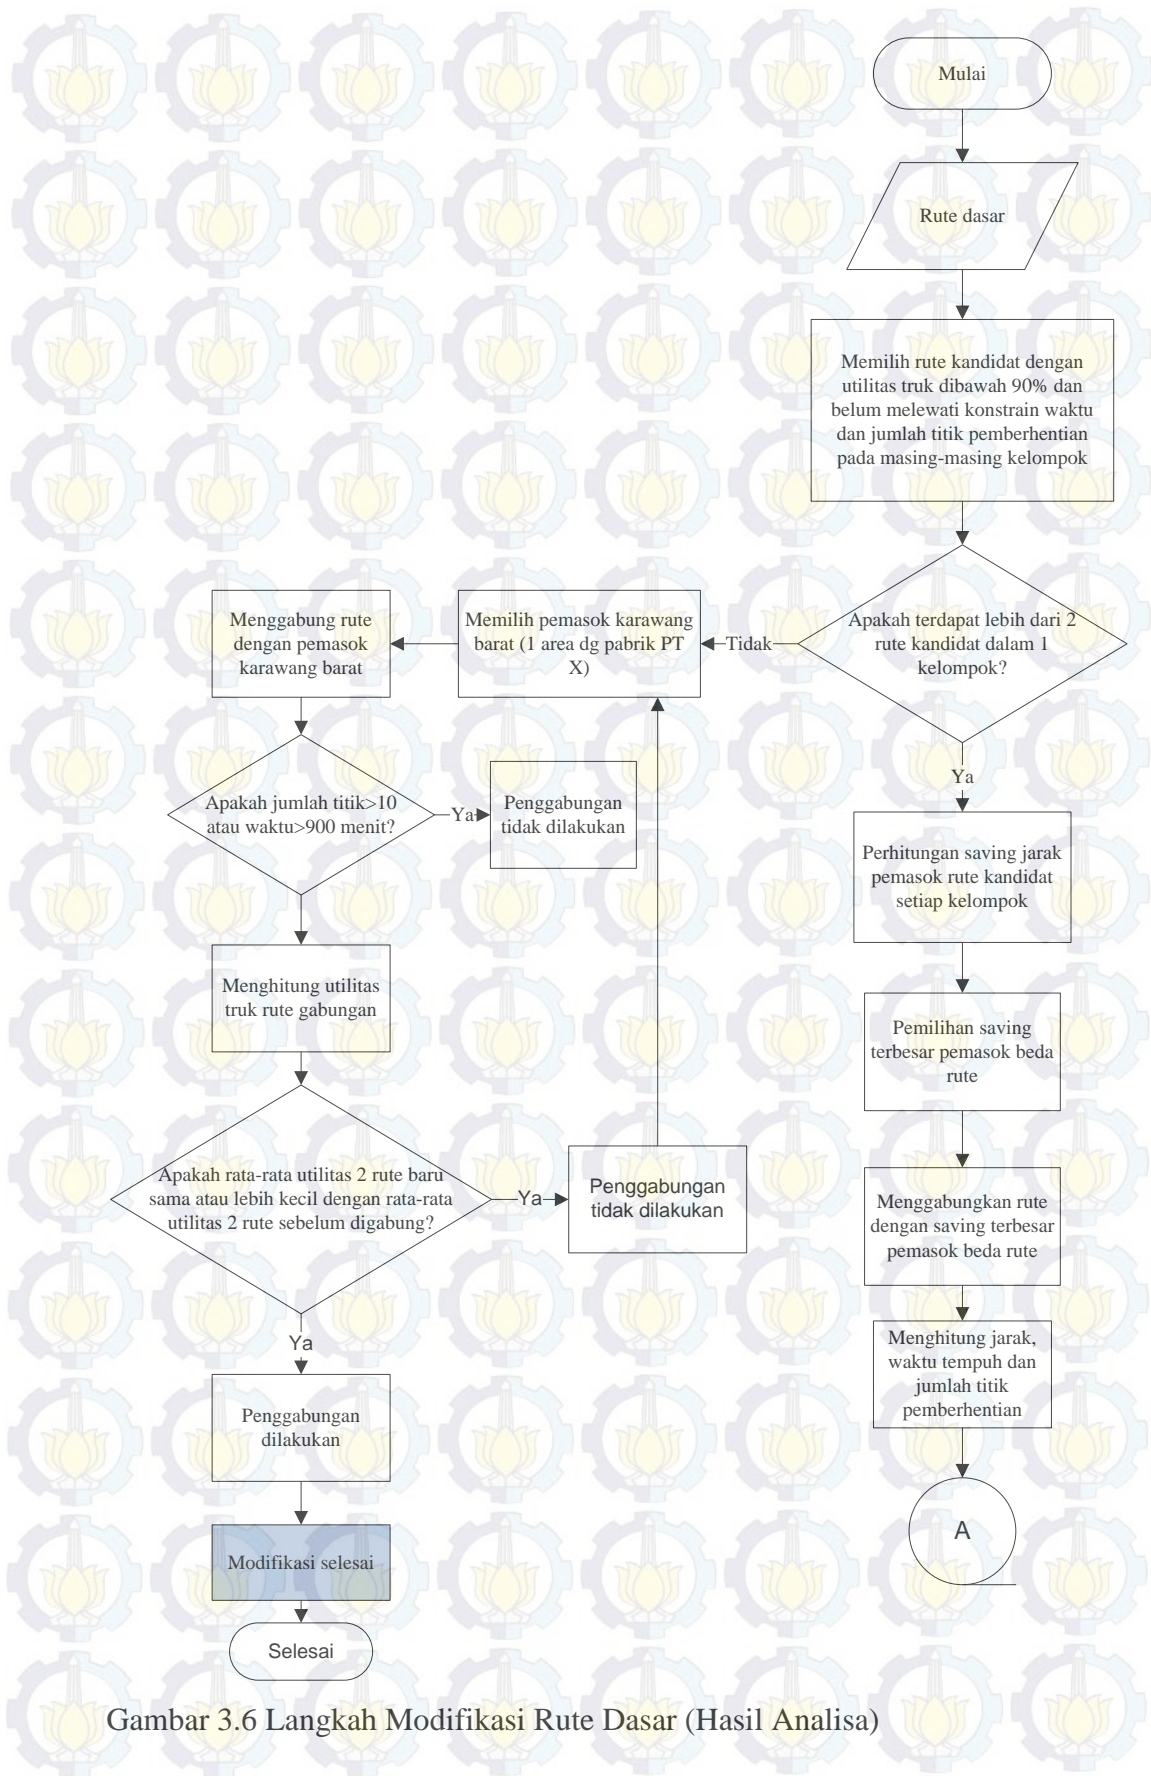 Mulai
Rute dasar
Memilih rute kandidat dengan
utilitas truk dibawah 90% dan
belum melewati konstrain waktu
dan jumlah titik pemberhentian
pada masing-masing kelompok
Apakah terdapat lebih dari 2
rute kandidat dalam 1
kelompok?
Tidak
Memilih pemasok karawang
barat (1 area dg pabrik PT
X)
Menggabung rute
dengan pemasok
karawang barat
Apakah jumlah titik>10
atau waktu>900 menit?
Ya
Penggabungan
tidak dilakukan
Menghitung utilitas
truk rute gabungan
Apakah rata-rata utilitas 2 rute baru
sama atau lebih kecil dengan rata-rata
utilitas 2 rute sebelum digabung?
Ya
Penggabungan
tidak dilakukan
Ya
Penggabungan
dilakukan
Modifikasi selesai
Selesai
Ya
Perhitungan saving jarak
pemasok rute kandidat
setiap kelompok
Pemilihan saving
terbesar pemasok beda
rute
Menggabungkan rute
dengan saving terbesar
pemasok beda rute
Menghitung jarak,
waktu tempuh dan
jumlah titik
pemberhentian
A
Gambar 3.6 Langkah Modifikasi Rute Dasar (Hasil Analisa)